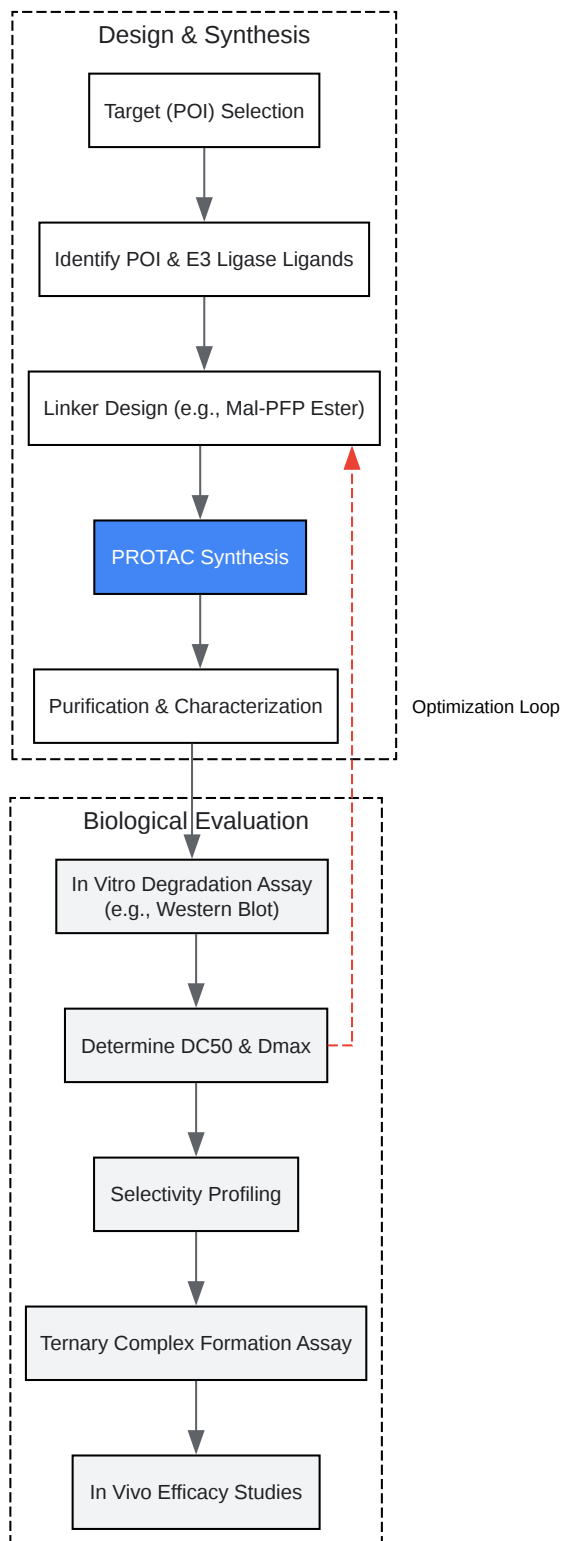 Design & Synthesis
Target (POI) Selection
Identify POI & E3 Ligase Ligands
Linker Design (e.g., Mal-PFP Ester)
PROTAC Synthesis
Purification & Characterization
Optimization Loop
Biological Evaluation
In Vitro Degradation Assay
(e.g., Western Blot)
Determine DC50 & Dmax
Selectivity Profiling
Ternary Complex Formation Assay
In Vivo Efficacy Studies